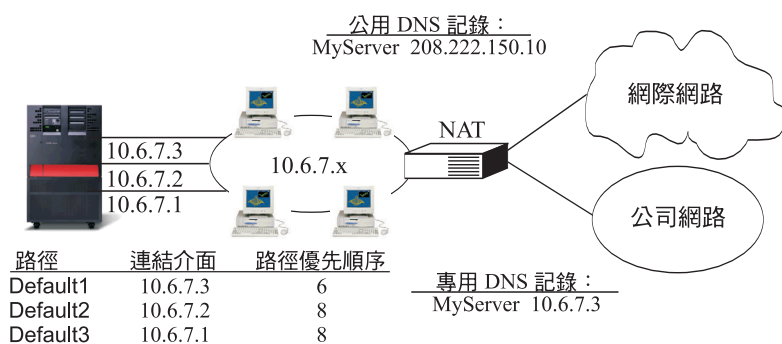 公用 DNS 記錄：
MyServer 208.222.150.10
網際網路
NAT
10.6.7.3
10.6.7.2
10.6.7.1
10.6.7.x
公司網路
路徑 連結介面 路徑優先順序
Default1 10.6.7.3 6
Default2 10.6.7.2 8
Default3 10.6.7.1 8
專用 DNS 記錄：
MyServer 10.6.7.3